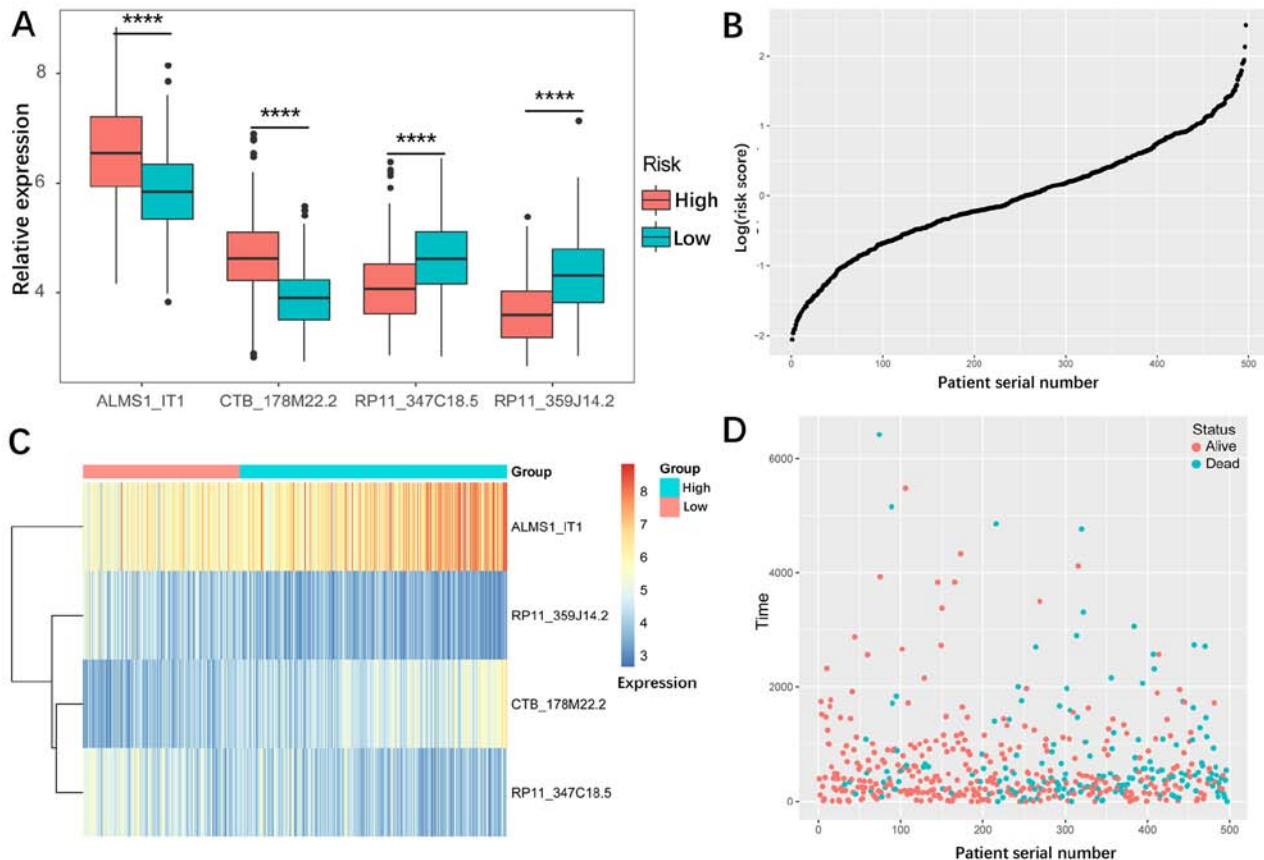 A
****
****
****
****
8
6
4
Relative expression
ALMS1_IT1
CTB_178M22.2
RP11_347C18.5
RP11_359J14.2
Risk
High
Low
B
2
1
0
-1
-2
Log(risk score)
0
100
200
300
400
500
Patient serial number
C
Group
ALMS1_IT1
RP11_359J14.2
CTB_178M22.2
RP11_347C18.5
8
7
6
5
4
3
Expression
Group
High
Low
D
Status
Alive
Dead
6000
4000
2000
0
Time
0
100
200
300
400
500
Patient serial number